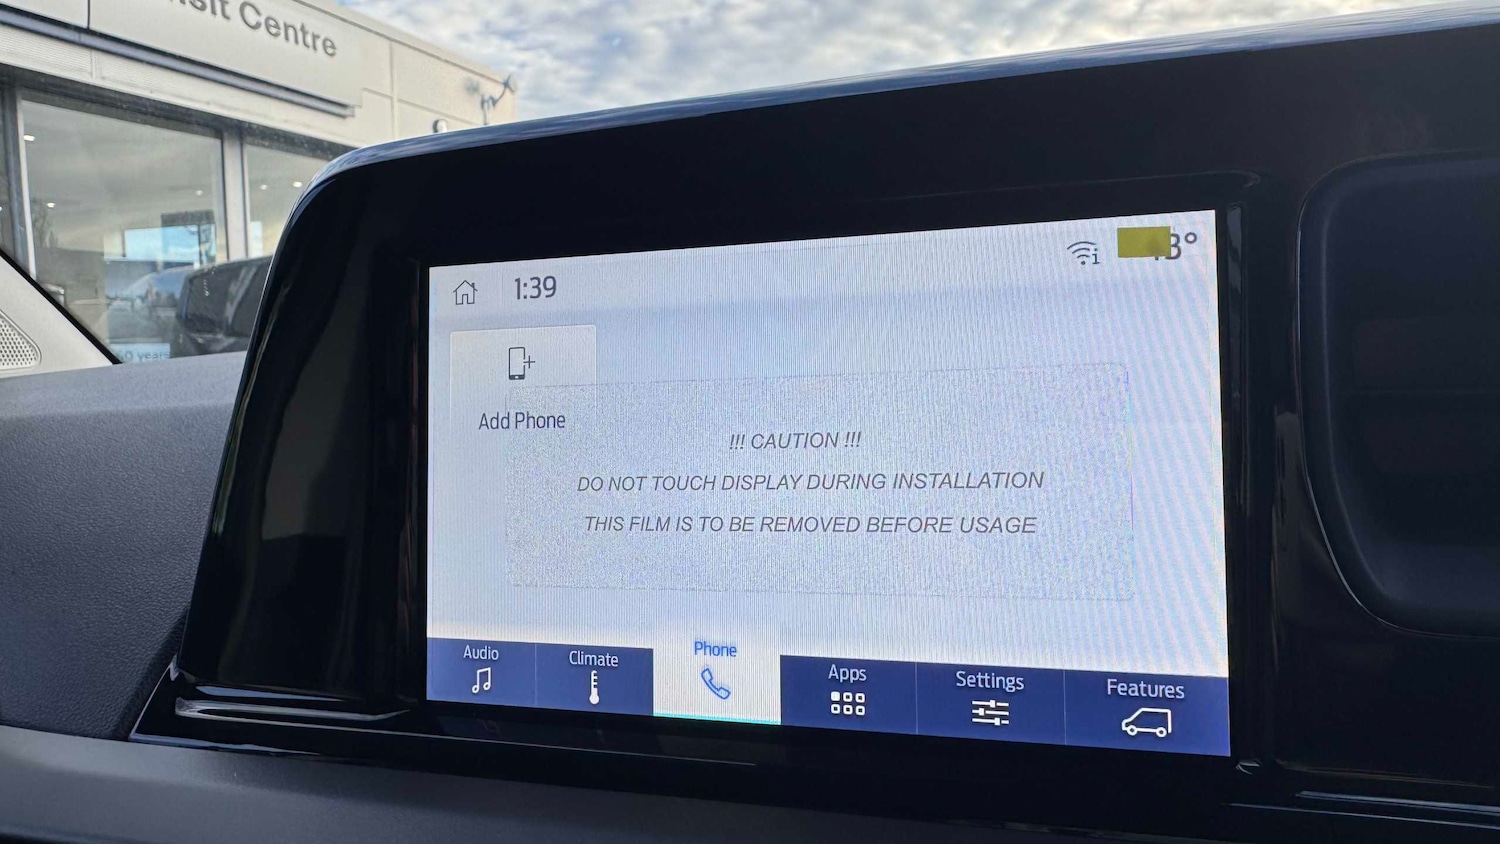 Centre
1:39
Add Phone
!!! CAUTION !!!
DO NOT TOUCH DISPLAY DURING INSTALLATION
THIS FILM IS TO BE REMOVED BEFORE USAGE
Audio
Climate
Phone
Apps
Settings
Features
years